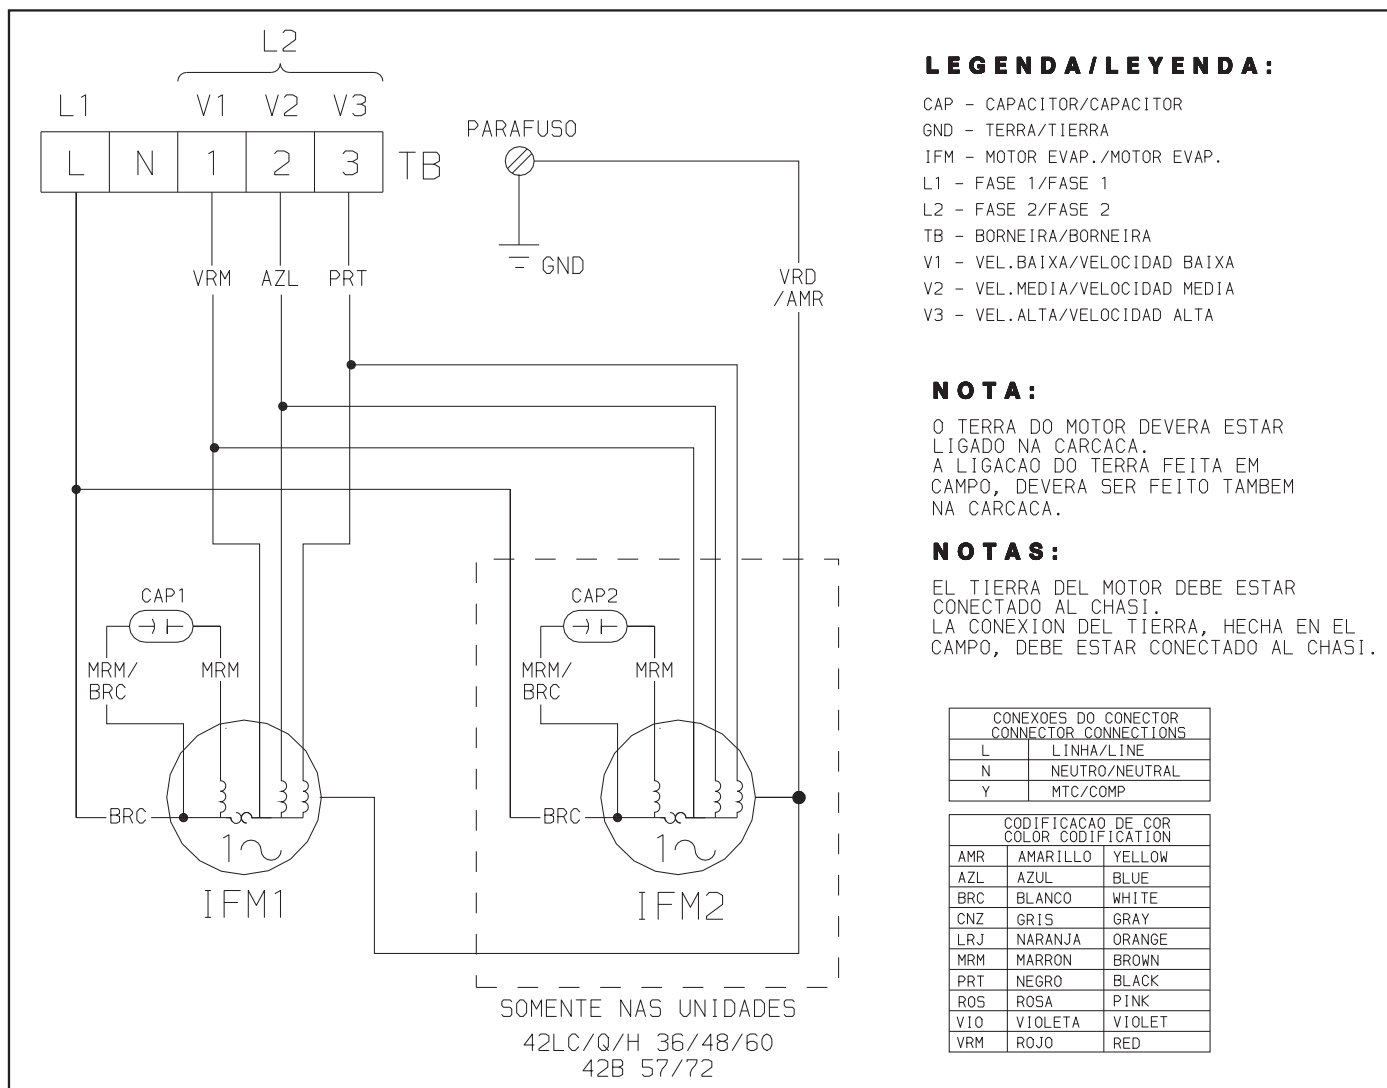 L2
L1 V1 V2 V3
L N 1 2 3 TB
PARAFUSO
GND
VRM AZL PRT
VRD
/AMR
CAP1
MRM/
BRC
MRM
BRC
1
IFM1
CAP2
MRM/
BRC
MRM
BRC
1
IFM2
SOMENTE NAS UNIDADES
42LC/Q/H 36/48/60
42B 57/72
LEGENDA/LEYENDA:
CAP - CAPACITOR/CAPACITOR
GND - TERRA/TIERRA
IFM - MOTOR EVAP./MOTOR EVAP.
L1 - FASE 1/FASE 1
L2 - FASE 2/FASE 2
TB - BORNEIRA/BORNEIRA
V1 - VEL.BAIXA/VELOCIDAD BAIXA
V2 - VEL.MEDIA/VELOCIDAD MEDIA
V3 - VEL.ALTA/VELOCIDAD ALTA
NOTA:
O TERRA DO MOTOR DEVERA ESTAR
LIGADO NA CARCACA.
A LIGACAO DO TERRA FEITA EM
CAMPO, DEVERA SER FEITO TAMBEM
NA CARCACA.
NOTAS:
EL TIERRA DEL MOTOR DEBE ESTAR
CONECTADO AL CHASI.
LA CONEXION DEL TIERRA, HECHA EN EL
CAMPO, DEBE ESTAR CONECTADO AL CHASI.
CONEXOES DO CONECTOR
CONNECTOR CONNECTIONS
L LINHA/LINE
N NEUTRO/NEUTRAL
Y MTC/COMP
CODIFICACAO DE COR
COLOR CODIFICATION
AMR AMARILLO YELLOW
AZL AZUL BLUE
BRC BLANCO WHITE
CNZ GRIS GRAY
LRJ NARANJA ORANGE
MRM MARRON BROWN
PRT NEGRO BLACK
ROS ROSA PINK
VIO VIOLETA VIOLET
VRM ROJO RED